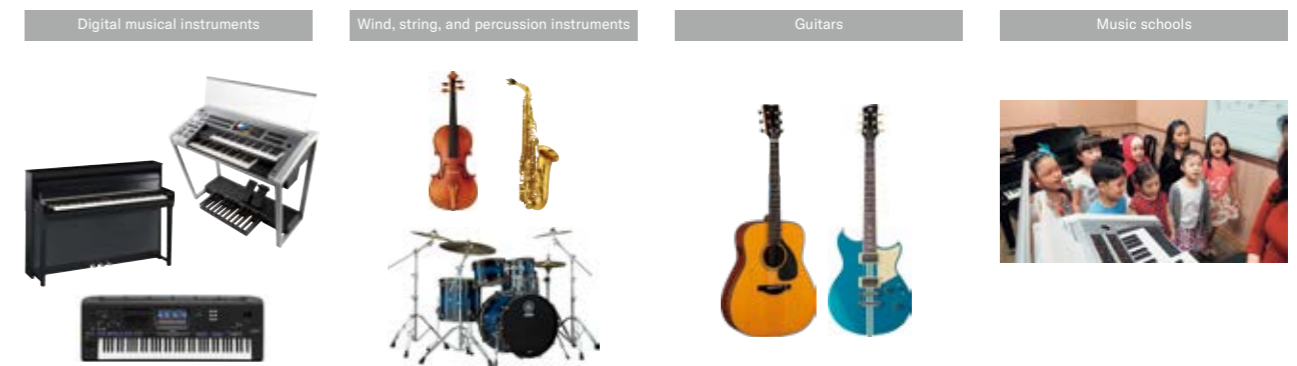 Digital musical instruments
Wind, string, and percussion instruments
Guitars
Music schools